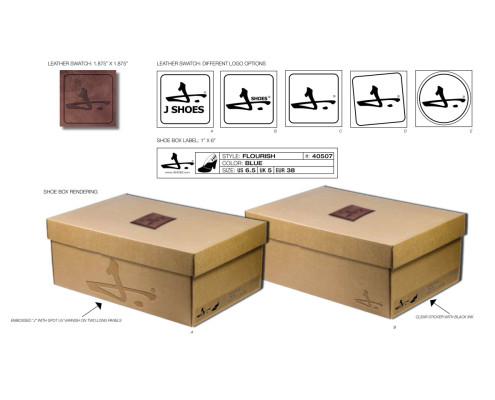 LEATHER SWATCH: 1.875" X 1.875"
LEATHER SWATCH: DIFFERENT LOGO OPTIONS
J SHOES
SHOES
A
B
C
D
E
SHOE BOX LABEL: 1" X 6"
STYLE: FLOURISH
#: 40507
COLOR: BLUE
SIZE: US 6.5 UK 5 EUR 38
SHOE BOX RENDERING:
EMBOSSED "J" WITH SPOT UV VARNISH ON TWO LONG PANELS
A
B
CLEAR STICKER WITH BLACK INK